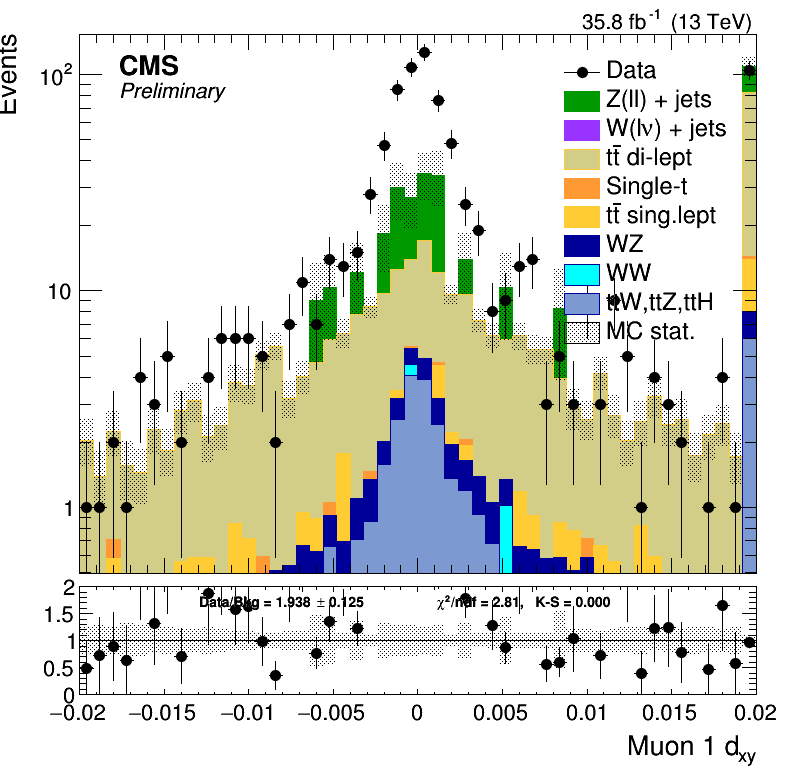 35.8 fb⁻¹ (13 TeV)
Events
CMS
Preliminary
Data
Z(ll) + jets
W(lν) + jets
tt̄ di-lept
Single-t
tt̄ sing.lept
WZ
WW
ttW,ttZ,ttH
MC stat.
10²
10
1
Data/Bkg = 1.938 ± 0.125
χ²/ndf = 2.81, K-S = 0.000
2
1.5
1
0.5
0
−0.02 −0.015 −0.01 −0.005 0 0.005 0.01 0.015 0.02
Muon 1 dxy